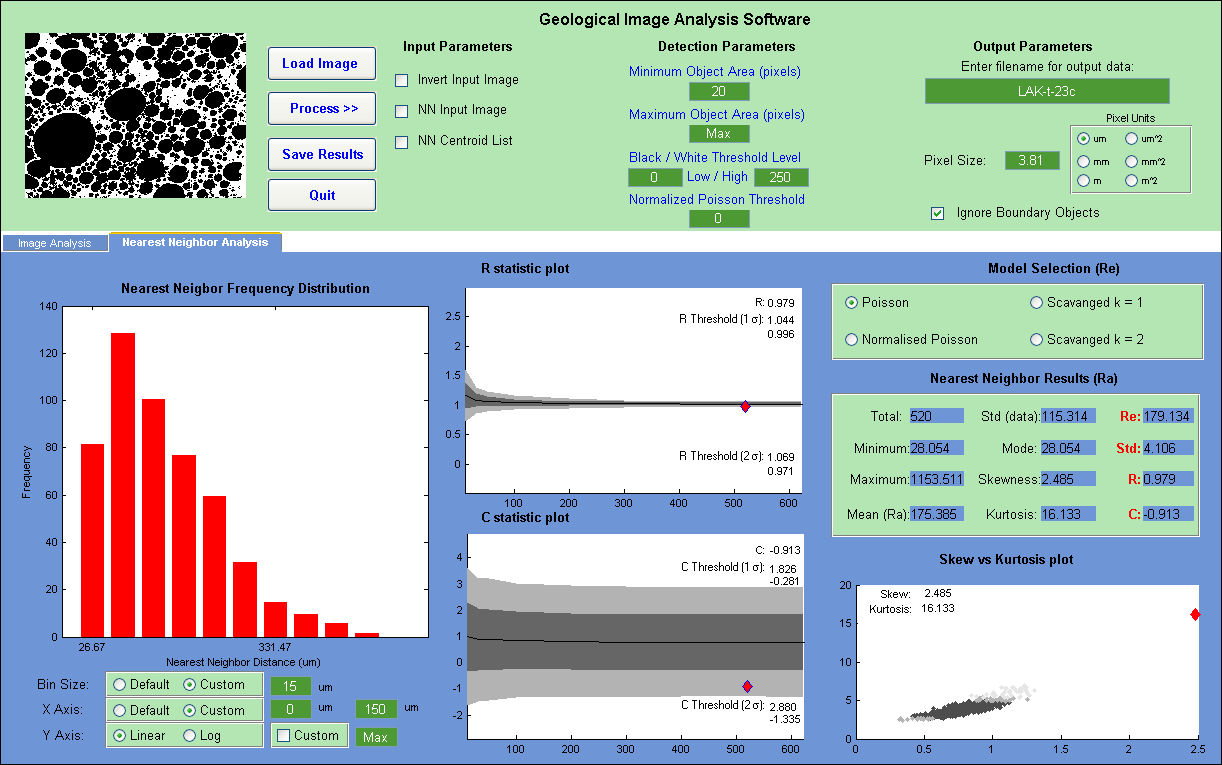 Geological Image Analysis Software
Load Image
Process >>
Save Results
Quit
Input Parameters
Invert Input Image
NN Input Image
NN Centroid List
Detection Parameters
Minimum Object Area (pixels)
20
Maximum Object Area (pixels)
Max
Black / White Threshold Level
0 Low / High 250
Normalized Poisson Threshold
0
Output Parameters
Enter filename for output data:
LAK-t-23c
Pixel Units
Pixel Size: 3.81
um um^2
mm mm^2
m m^2
Ignore Boundary Objects
Image Analysis Nearest Neighbor Analysis
Nearest Neigbor Frequency Distribution
140
120
100
80
60
40
20
0
Frequency
26.67 331.47
Nearest Neighbor Distance (um)
Bin Size: Default Custom 15 um
X Axis: Default Custom 0 um 150 um
Y Axis: Linear Log Custom Max
R statistic plot
R: 0.979
R Threshold (1 σ): 1.044
0.996
2.5
2
1.5
1
0.5
0
R Threshold (2 σ): 1.069
0.971
100 200 300 400 500 600
C statistic plot
C: -0.913
C Threshold (1 σ): 1.826
-0.281
4
3
2
1
0
-1
-2
C Threshold (2 σ): 2.880
-1.335
100 200 300 400 500 600
Model Selection (Re)
Poisson Scavanged k = 1
Normalised Poisson Scavanged k = 2
Nearest Neighbor Results (Ra)
Total: 520 Std (data): 115.314 Re: 179.134
Minimum: 28.054 Mode: 28.054 Std: 4.106
Maximum: 1153.511 Skewness: 2.485 R: 0.979
Mean (Ra): 175.385 Kurtosis: 16.133 C: -0.913
Skew vs Kurtosis plot
Skew: 2.485
Kurtosis: 16.133
20
15
10
5
0
0 0.5 1 1.5 2 2.5